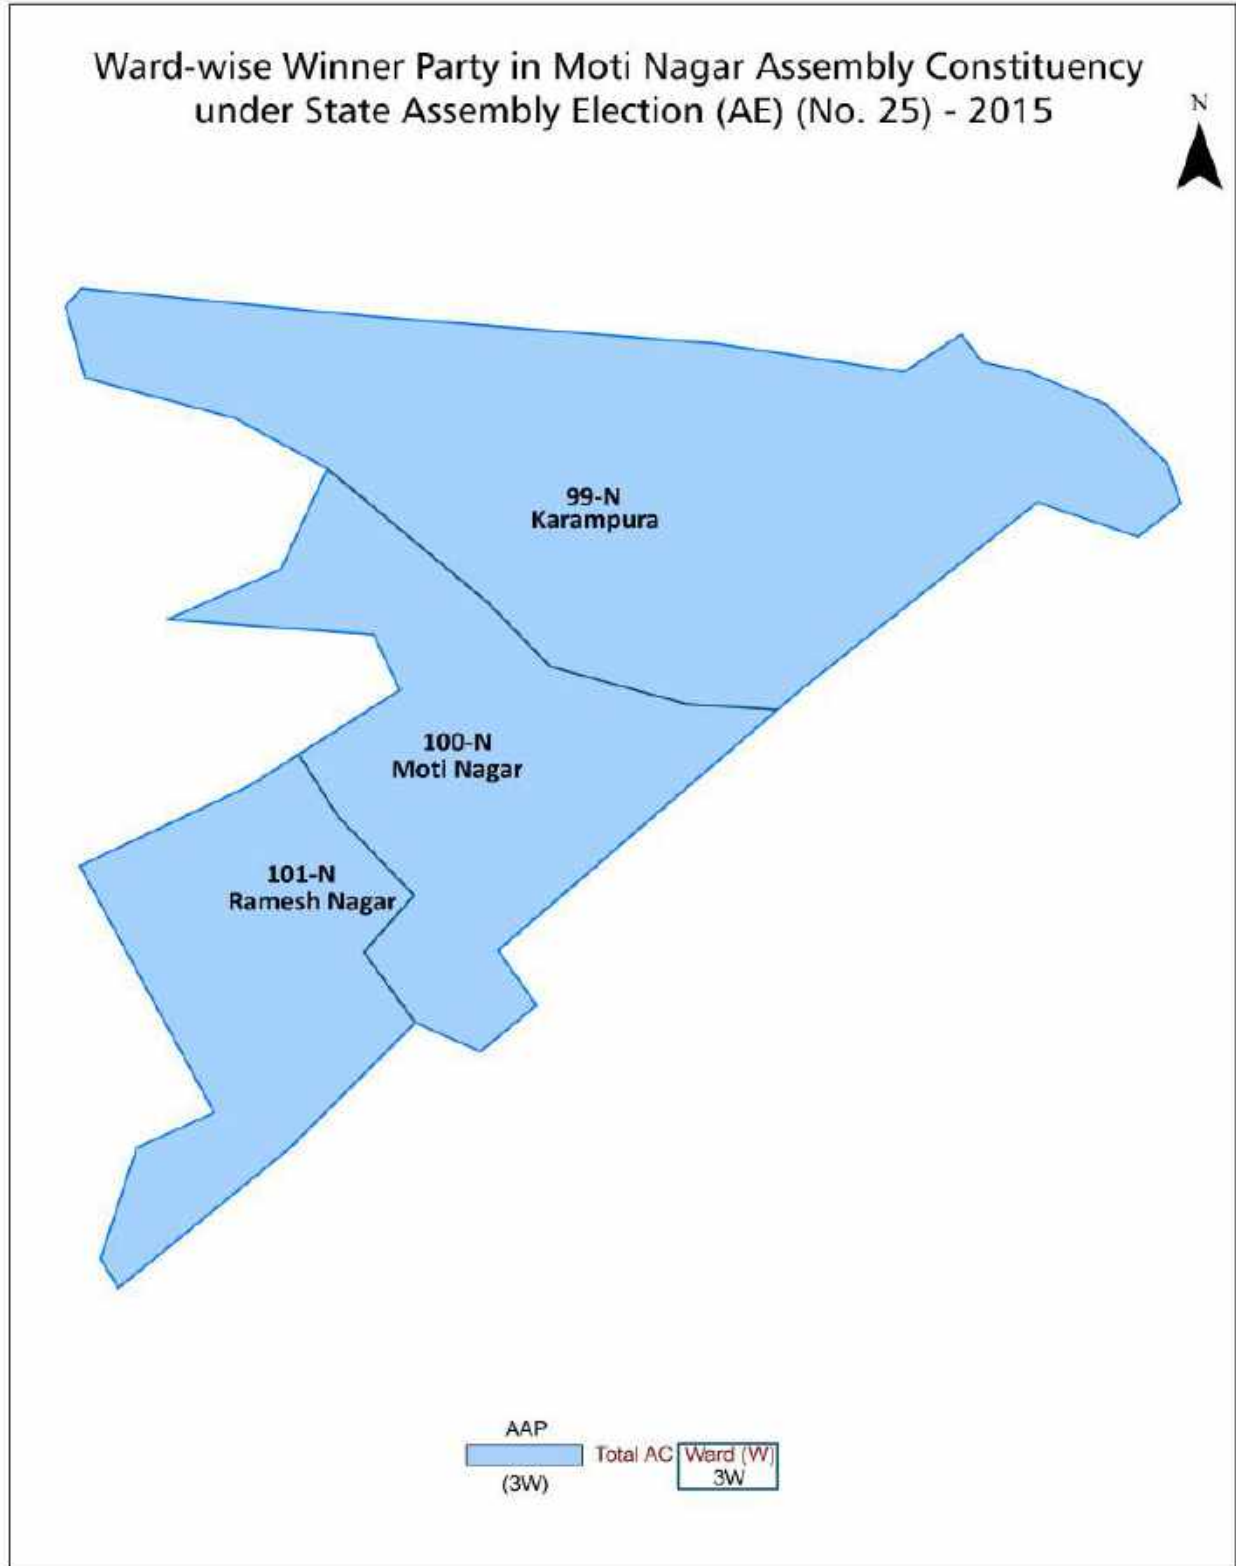 Ward-wise Winner Party in Moti Nagar Assembly Constituency
under State Assembly Election (AE) (No. 25) - 2015
N
99-N
Karampura
100-N
Moti Nagar
101-N
Ramesh Nagar
AAP
Total AC Ward (W)
(3W) 3W